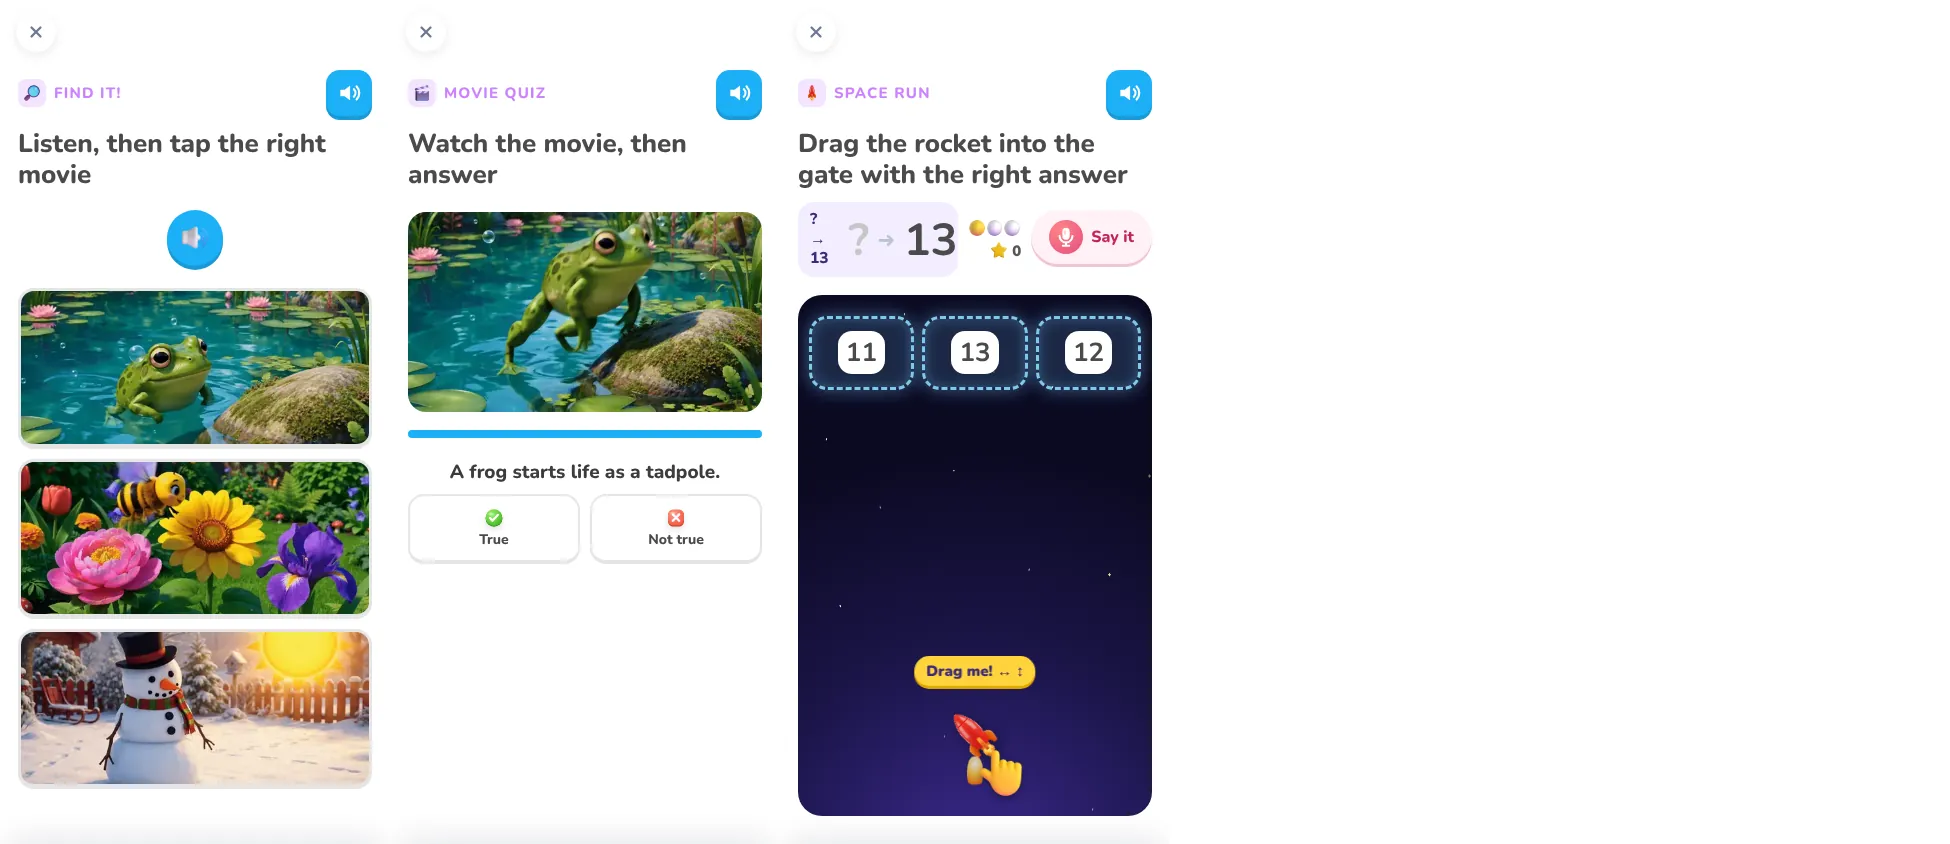 FIND IT!
Listen, then tap the right
movie
MOVIE QUIZ
Watch the movie, then
answer
A frog starts life as a tadpole.
True
Not true
SPACE RUN
Drag the rocket into the
gate with the right answer
?
→
13
? → 13
0
Say it
11
13
12
Drag me! ↔ ↕